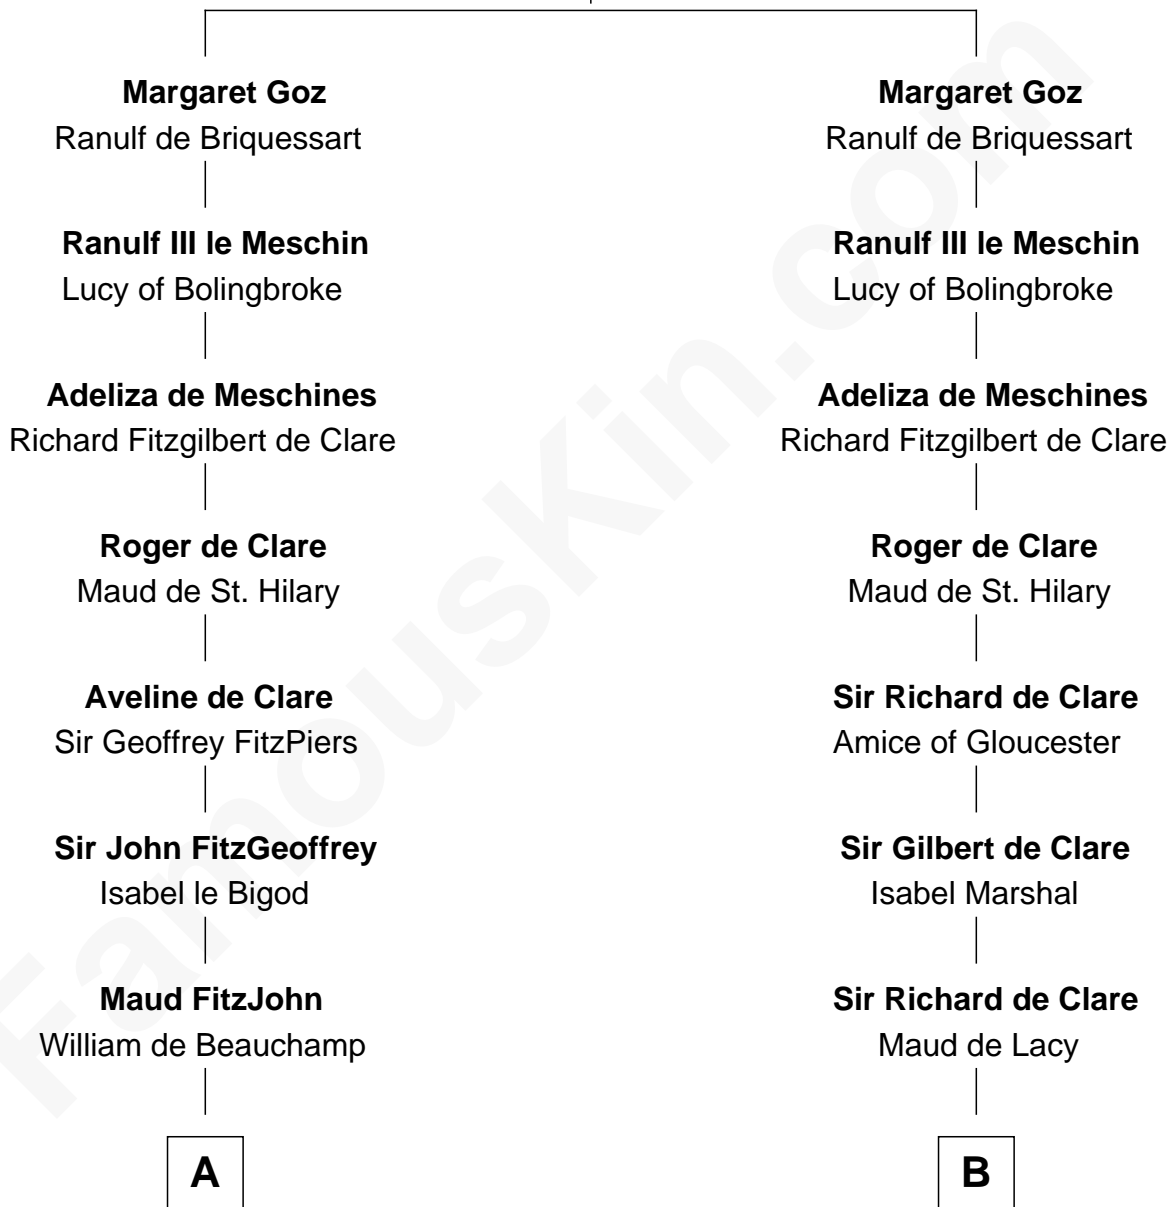 Margaret Goz
Ranulf de Briquessart
Ranulf III le Meschin
Lucy of Bolingbroke
Adeliza de Meschines
Richard Fitzgilbert de Clare
Roger de Clare
Maud de St. Hilary
Aveline de Clare
Sir Geoffrey FitzPiers
Sir John FitzGeoffrey
Isabel le Bigod
Maud FitzJohn
William de Beauchamp
A
Margaret Goz
Ranulf de Briquessart
Ranulf III le Meschin
Lucy of Bolingbroke
Adeliza de Meschines
Richard Fitzgilbert de Clare
Roger de Clare
Maud de St. Hilary
Sir Richard de Clare
Amice of Gloucester
Sir Gilbert de Clare
Isabel Marshal
Sir Richard de Clare
Maud de Lacy
B
FamousKin.com